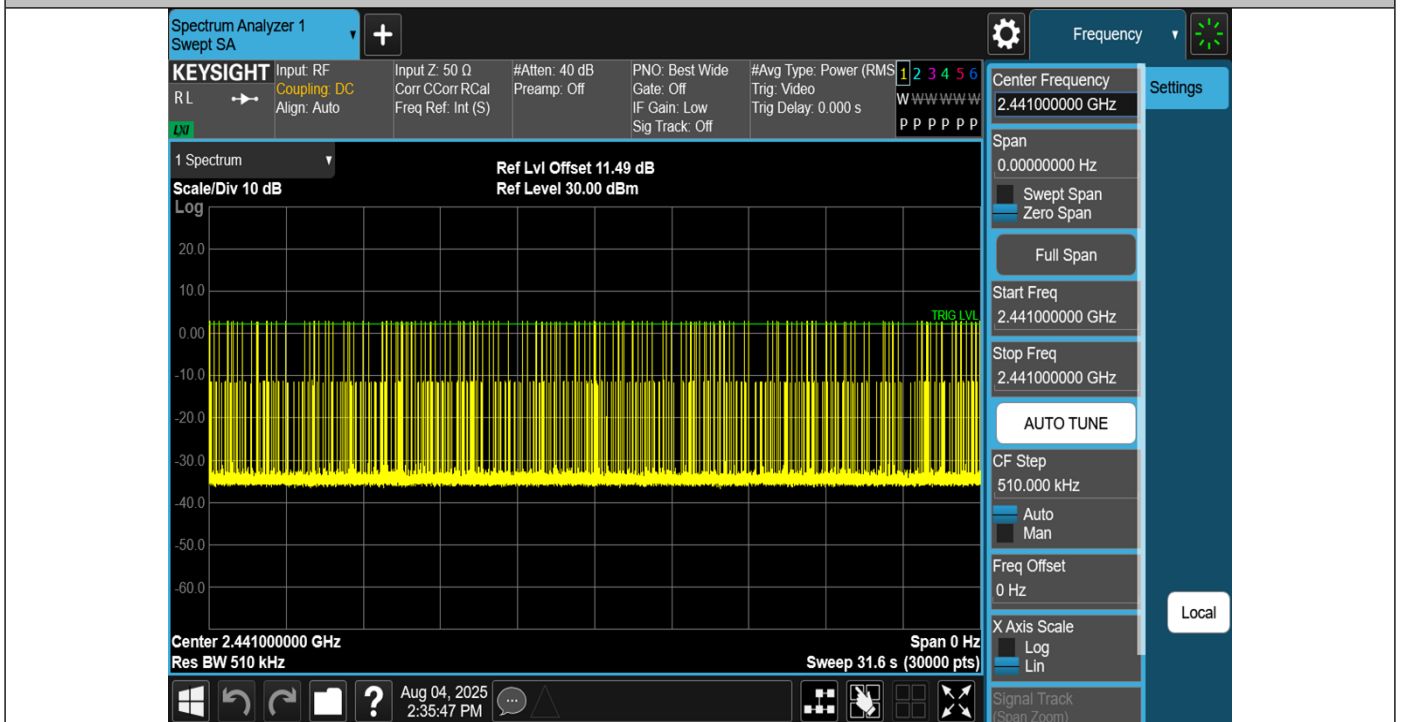 Spectrum Analyzer 1
Swept SA
+
Frequency
KEYSIGHT
R L
LXI
Input: RF
Coupling: DC
Align: Auto
Input Z: 50 Ω
Corr CCorr RCal
Freq Ref: Int (S)
#Atten: 40 dB
Preamp: Off
PNO: Best Wide
Gate: Off
IF Gain: Low
Sig Track: Off
#Avg Type: Power (RMS
Trig: Video
Trig Delay: 0.000 s
1 2 3 4 5 6
W W W W W W
P P P P P P
Center Frequency
2.441000000 GHz
Settings
Span
0.00000000 Hz
Swept Span
Zero Span
Full Span
Start Freq
2.441000000 GHz
Stop Freq
2.441000000 GHz
AUTO TUNE
CF Step
510.000 kHz
Auto
Man
Freq Offset
0 Hz
X Axis Scale
Log
Lin
Signal Track
(Span Zoom)
Local
1 Spectrum
Scale/Div 10 dB
Ref Lvl Offset 11.49 dB
Ref Level 30.00 dBm
Log
20.0
10.0
TRIG LVL
0.00
-10.0
-20.0
-30.0
-40.0
-50.0
-60.0
Center 2.441000000 GHz
Span 0 Hz
Res BW 510 kHz
Sweep 31.6 s (30000 pts)
?
Aug 04, 2025
2:35:47 PM